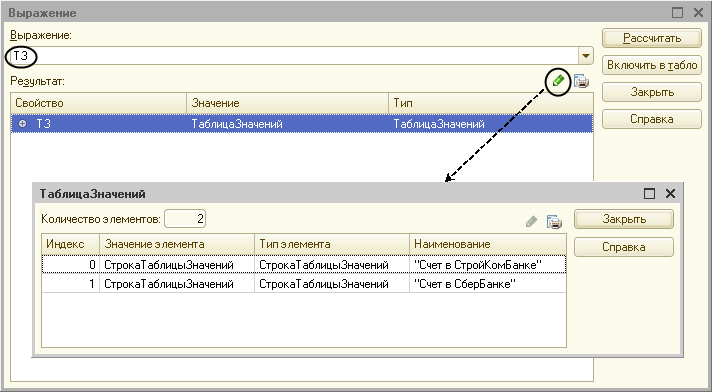 Выражение
Выражение:
ТЗ
Рассчитать
Включить в табло
Закрыть
Справка
Результат:
Свойство Значение Тип
ТЗ ТаблицаЗначений ТаблицаЗначений
ТаблицаЗначений
Количество элементов: 2
Закрыть
Справка
Индекс Значение элемента Тип элемента Наименование
0 СтрокаТаблицыЗначений СтрокаТаблицыЗначений "Счет в СтройКомБанке"
1 СтрокаТаблицыЗначений СтрокаТаблицыЗначений "Счет в СберБанке"